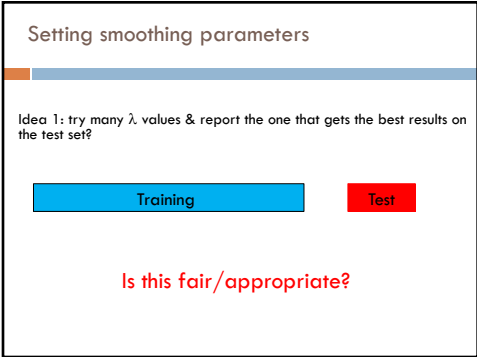 Setting smoothing parameters
Idea 1: try many λ values & report the one that gets the best results on
the test set?
Training
Test
Is this fair/appropriate?